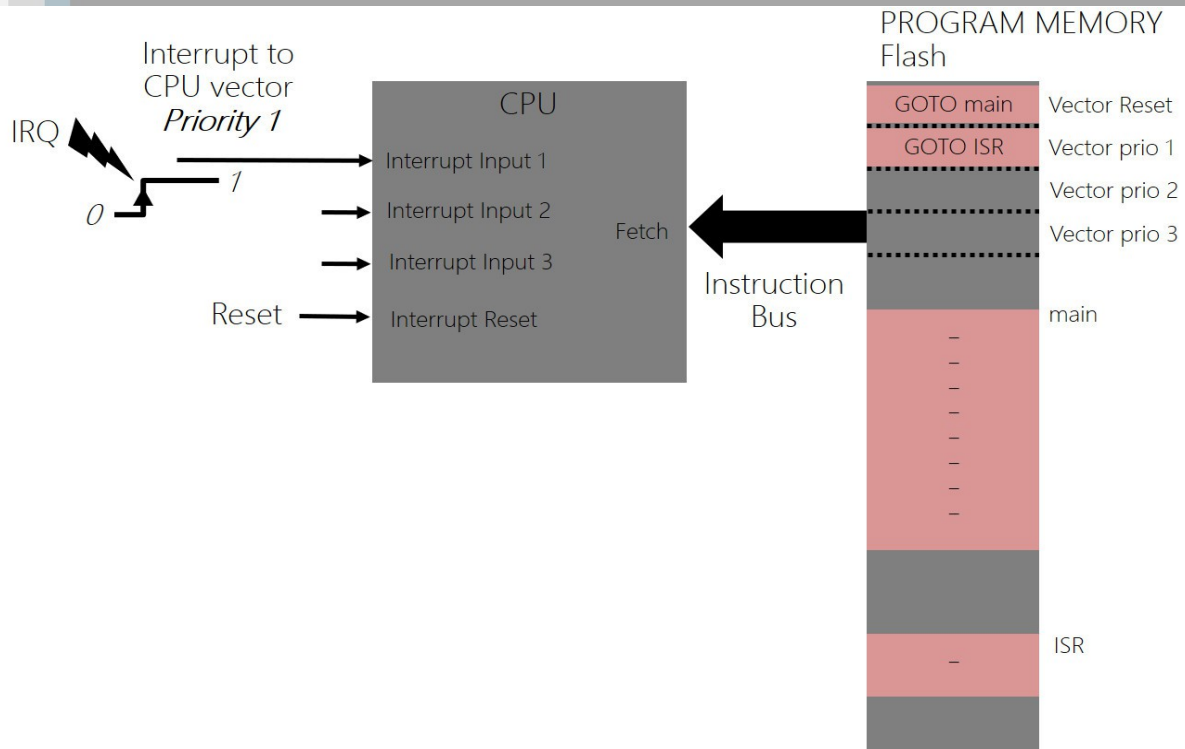 PROGRAM MEMORY
Flash
Interrupt to
CPU vector
Priority 1
IRQ
0
1
CPU
Interrupt Input 1
Interrupt Input 2
Interrupt Input 3
Interrupt Reset
Reset
Fetch
Instruction
Bus
GOTO main
Vector Reset
GOTO ISR
Vector prio 1
Vector prio 2
Vector prio 3
main
ISR